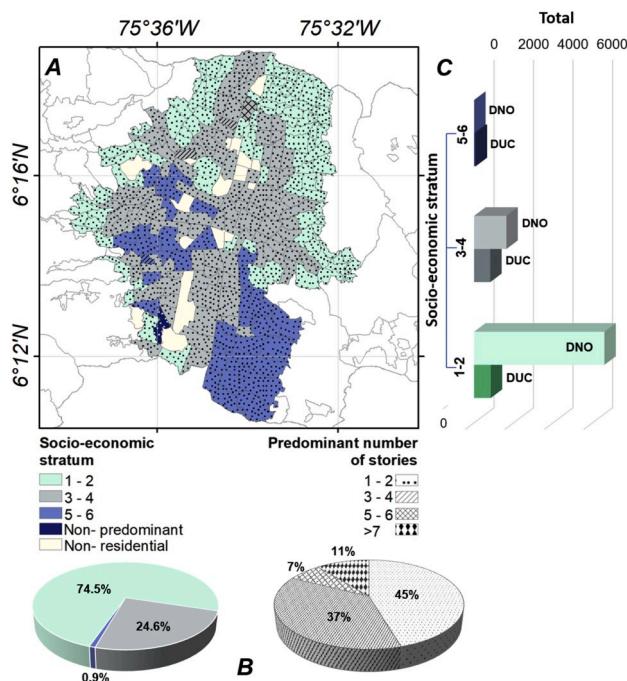 75°36'W
75°32'W
A
6°16'N
6°12'N
C
Total
0
2000
4000
6000
Socio-economic stratum
5-6
DNO
DUC
3-4
DNO
DUC
1-2
DNO
DUC
0
Socio-economic
stratum
1 - 2
3 - 4
5 - 6
Non- predominant
Non- residential
Predominant number
of stories
1 - 2
3 - 4
5 - 6
>7
74.5%
24.6%
0.9%
B
11%
7%
45%
37%